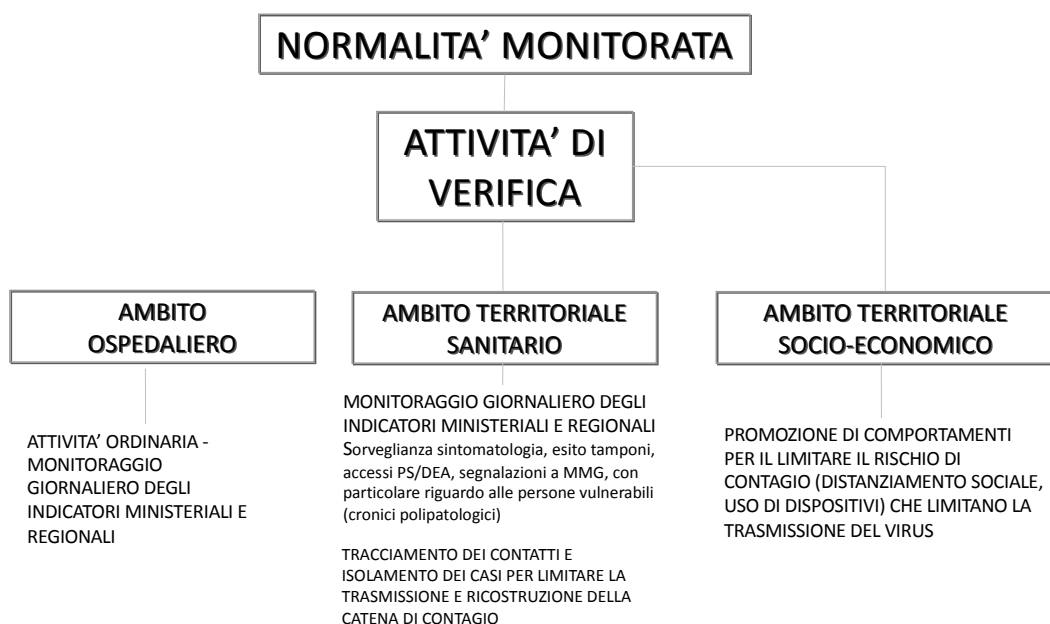 NORMALITA’ MONITORATA
ATTIVITA’ DI
VERIFICA
AMBITO
OSPEDALIERO
ATTIVITA’ ORDINARIA -
MONITORAGGIO
GIORNALIERO DEGLI
INDICATORI MINISTERIALI E
REGIONALI
AMBITO TERRITORIALE
SANITARIO
MONITORAGGIO GIORNALIERO DEGLI
INDICATORI MINISTERIALI E REGIONALI
Sorveglianza sintomatologia, esito tamponi,
accessi PS/DEA, segnalazioni a MMG, con
particolare riguardo alle persone vulnerabili
(cronici polipatologici)
TRACCIAMENTO DEI CONTATTI E
ISOLAMENTO DEI CASI PER LIMITARE LA
TRASMISSIONE E RICOSTRUZIONE DELLA
CATENA DI CONTAGIO
AMBITO TERRITORIALE
SOCIO-ECONOMICO
PROMOZIONE DI COMPORTAMENTI
PER IL LIMITARE IL RISCHIO DI
CONTAGIO (DISTANZIAMENTO SOCIALE,
USO DI DISPOSITIVI) CHE LIMITANO LA
TRASMISSIONE DEL VIRUS